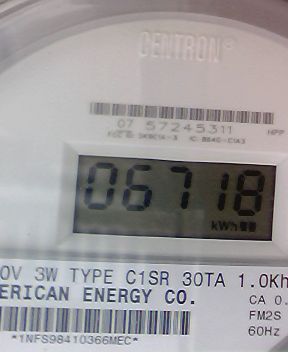 CENTRON®
07 57245311 HPP
06718
kWh
0V 3W TYPE C1SR 30TA 1.0Kh
ERICAN ENERGY CO.
CA 0.
FM2S
60Hz
*1NFS98410366MEC*